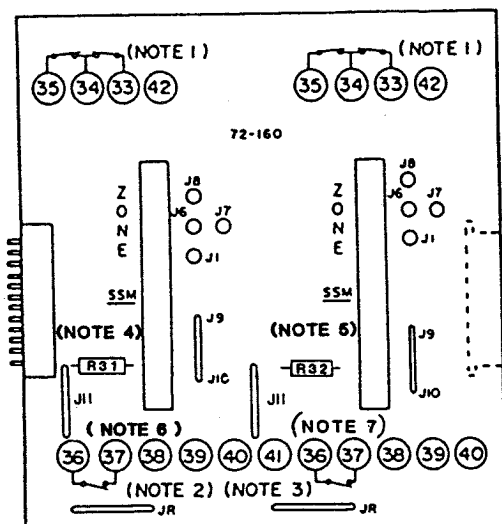 (NOTE 1) (NOTE 1)
35 34 33 42 35 34 33 42
72-160
ZONE J8 J6 J7 J1
ZONE J8 J6 J7 J1
SSM SSM
(NOTE 4) J9 (NOTE 5) J9
R31 J10 R32 J10
J11 J11
(NOTE 6) (NOTE 7)
36 37 38 39 40 41 36 37 38 39 40
(NOTE 2) (NOTE 3)
JR JR